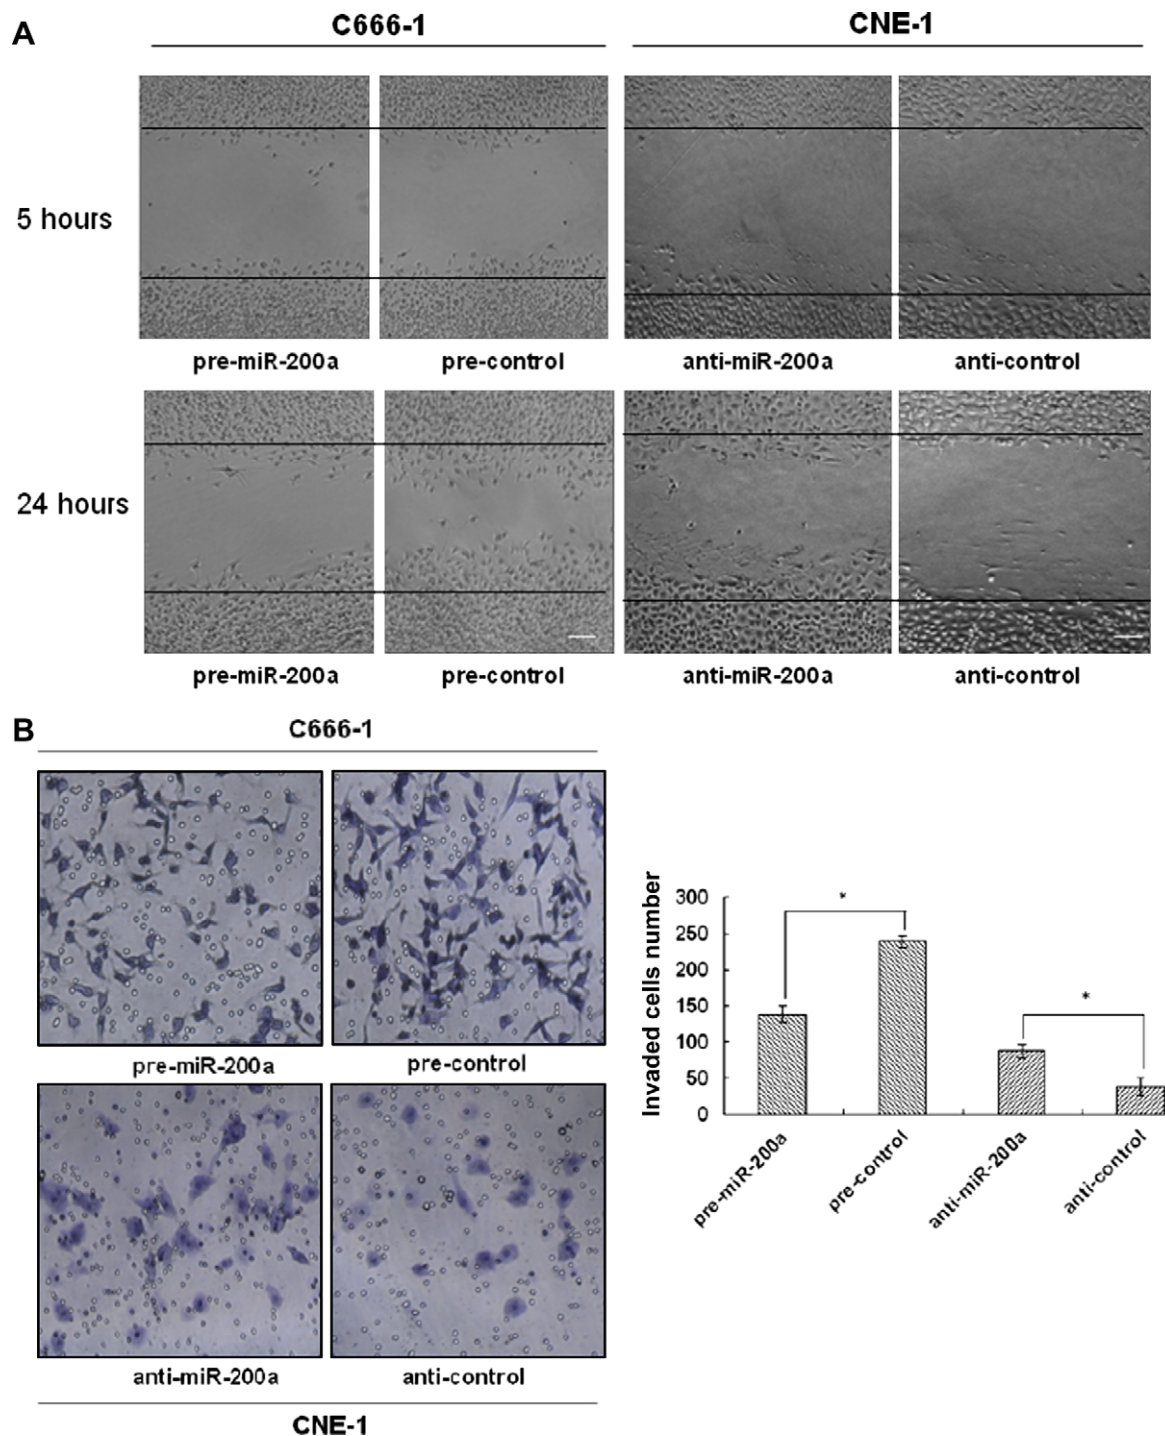 A
C666-1 CNE-1
5 hours
pre-miR-200a pre-control anti-miR-200a anti-control
24 hours
pre-miR-200a pre-control anti-miR-200a anti-control
B
C666-1
pre-miR-200a pre-control
anti-miR-200a anti-control
CNE-1
Invaded cells number
300
250
200
150
100
50
0
*
*
pre-miR-200a
pre-control
anti-miR-200a
anti-control